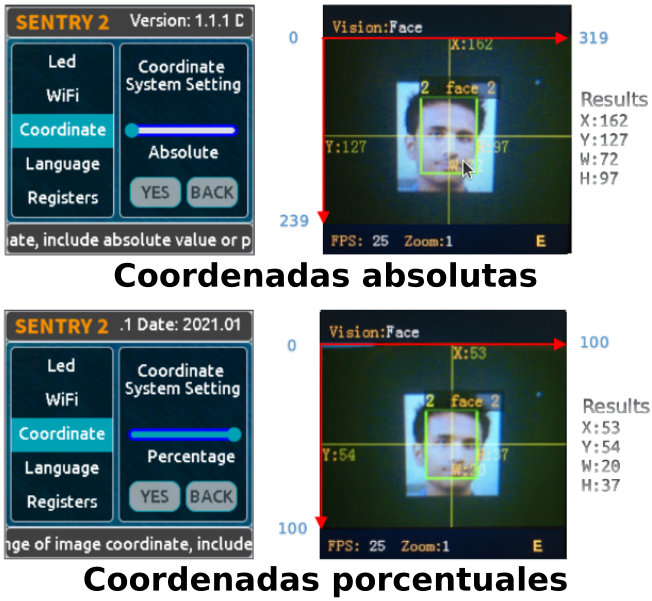 SENTRY 2 Version: 1.1.1 D
Led
WiFi
Coordinate
Language
Registers
Coordinate
System Setting
Absolute
YES BACK
ate, include absolute value or p
0
319
239
Vision:Face
X:162
2 face 2
Y:127
H:97
FPS: 25 Zoom:1 E
Results
X:162
Y:127
W:72
H:97
Coordenadas absolutas
SENTRY 2 .1 Date: 2021.01
Led
WiFi
Coordinate
Language
Registers
Coordinate
System Setting
Percentage
YES BACK
nge of image coordinate, include
0
100
100
Vision:Face
X:53
2 face 2
Y:54
H:37
W:20
FPS: 25 Zoom:1 E
Results
X:53
Y:54
W:20
H:37
Coordenadas porcentuales